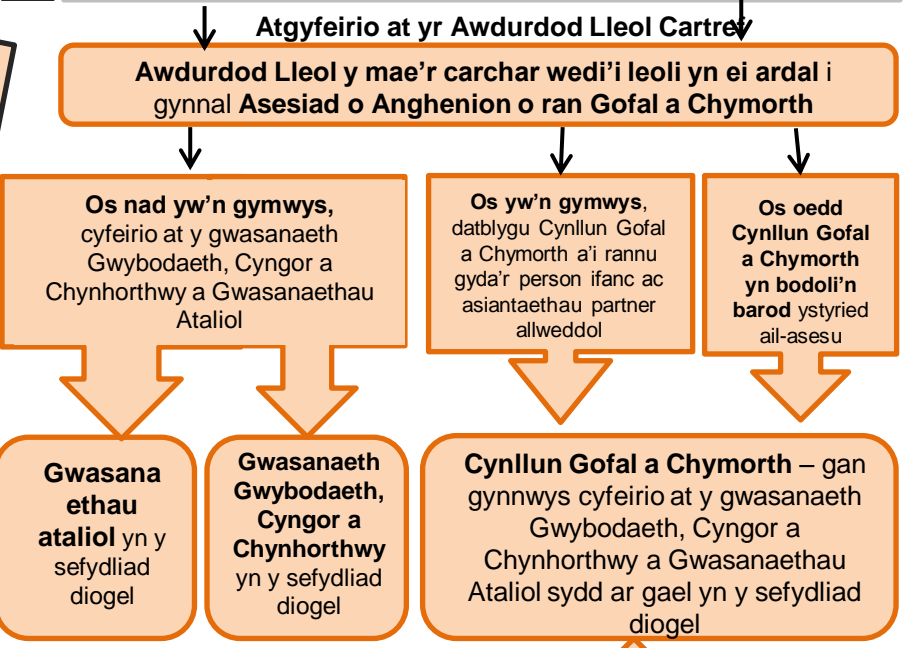 Atgyfeirio at yr Awdurdod Lleol Cartref
Awdurdod Lleol y mae'r carchar wedi'i leoli yn ei ardal i
gynnal Asesiad o Anghenion o ran Gofal a Chymorth
Os nad yw'n gymwys,
cyfeirio at y gwasanaeth
Gwybodaeth, Cyngor a
Chynhorthwy a Gwasanaethau
Ataliol
Os yw'n gymwys,
datblygu Cynllun Gofal
a Chymorth a'i rannu
gyda'r person ifanc ac
asiantaethau partner
allweddol
Os oedd
Cynllun Gofal
a Chymorth
yn bodoli'n
barod ystyried
ail-asesu
Gwasana
ethau
ataliol yn y
sefydliad
diogel
Gwasanaeth
Gwybodaeth,
Cyngor a
Chynhorthwy
yn y sefydliad
diogel
Cynllun Gofal a Chymorth – gan
gynnwys cyfeirio at y gwasanaeth
Gwybodaeth, Cyngor a
Chynhorthwy a Gwasanaethau
Ataliol sydd ar gael yn y sefydliad
diogel